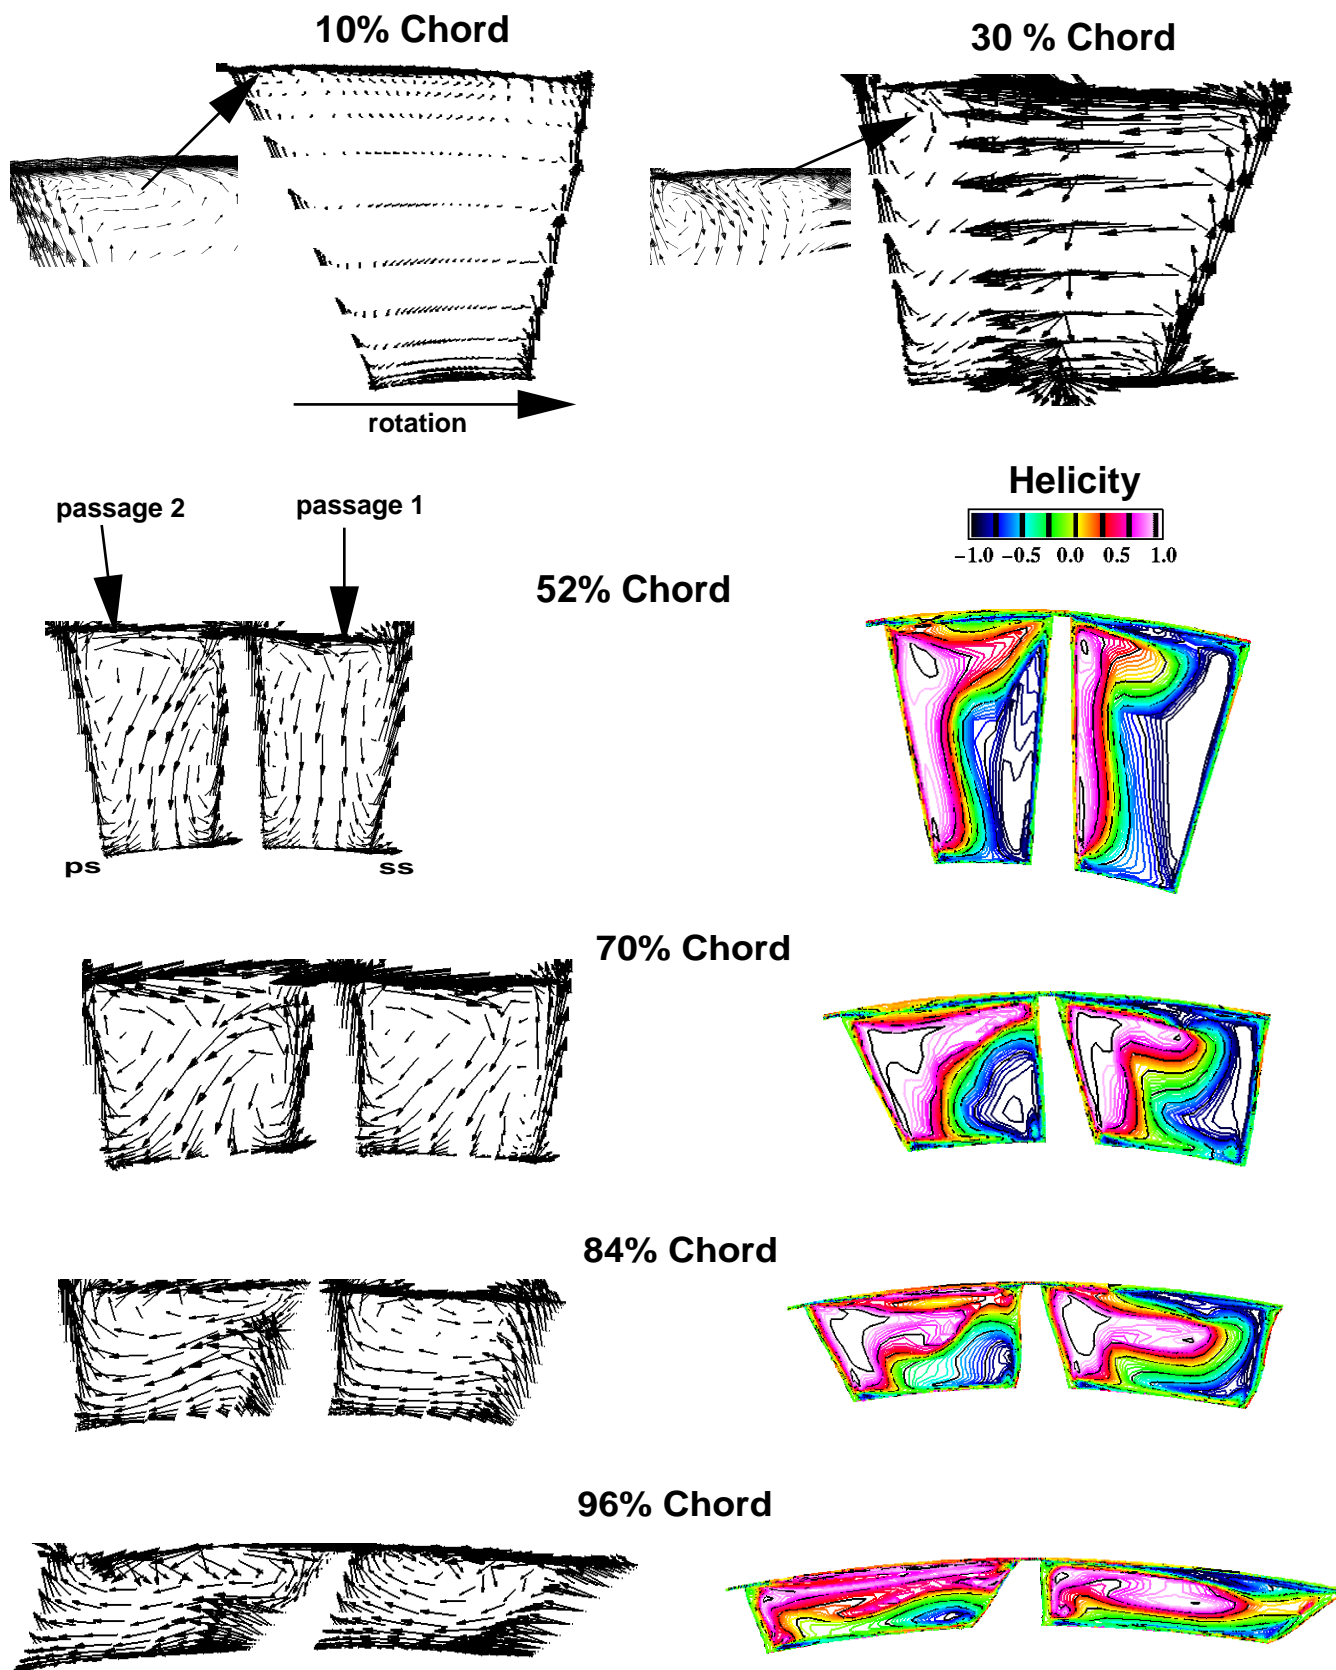 10% Chord
30 % Chord
rotation
passage 2
passage 1
Helicity
-1.0 -0.5 0.0 0.5 1.0
52% Chord
ps
ss
70% Chord
84% Chord
96% Chord